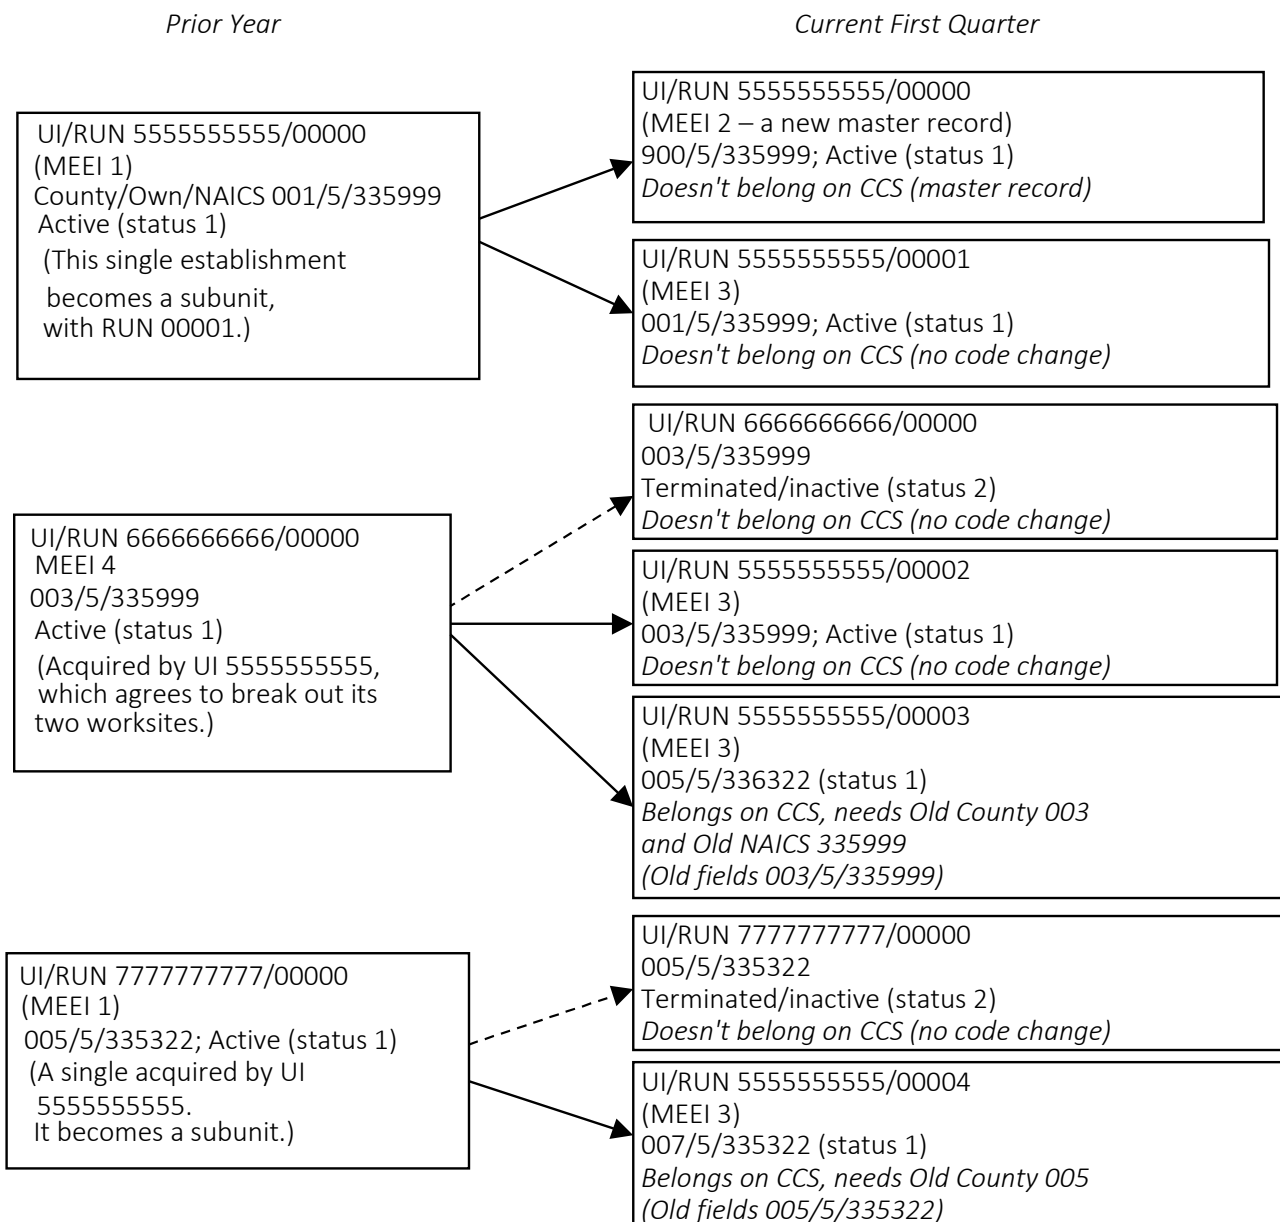 Prior Year
Current First Quarter
UI/RUN 5555555555/00000
(MEEI 1)
County/Own/NAICS 001/5/335999
Active (status 1)
(This single establishment
becomes a subunit,
with RUN 00001.)
UI/RUN 5555555555/00000
(MEEI 2 – a new master record)
900/5/335999; Active (status 1)
Doesn't belong on CCS (master record)
UI/RUN 5555555555/00001
(MEEI 3)
001/5/335999; Active (status 1)
Doesn't belong on CCS (no code change)
UI/RUN 6666666666/00000
MEEI 4
003/5/335999
Active (status 1)
(Acquired by UI 5555555555,
which agrees to break out its
two worksites.)
UI/RUN 6666666666/00000
003/5/335999
Terminated/inactive (status 2)
Doesn't belong on CCS (no code change)
UI/RUN 5555555555/00002
(MEEI 3)
003/5/335999; Active (status 1)
Doesn't belong on CCS (no code change)
UI/RUN 5555555555/00003
(MEEI 3)
005/5/336322 (status 1)
Belongs on CCS, needs Old County 003
and Old NAICS 335999
(Old fields 003/5/335999)
UI/RUN 7777777777/00000
(MEEI 1)
005/5/335322; Active (status 1)
(A single acquired by UI
5555555555.
It becomes a subunit.)
UI/RUN 7777777777/00000
005/5/335322
Terminated/inactive (status 2)
Doesn't belong on CCS (no code change)
UI/RUN 5555555555/00004
(MEEI 3)
007/5/335322 (status 1)
Belongs on CCS, needs Old County 005
(Old fields 005/5/335322)